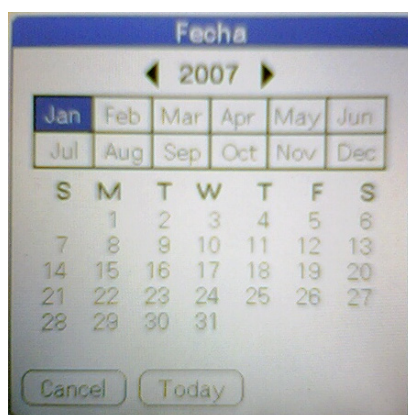 Fecha
2007
Jan Feb Mar Apr May Jun
Jul Aug Sep Oct Nov Dec
S M T W T F S
1 2 3 4 5 6
7 8 9 10 11 12 13
14 15 16 17 18 19 20
21 22 23 24 25 26 27
28 29 30 31
Cancel Today